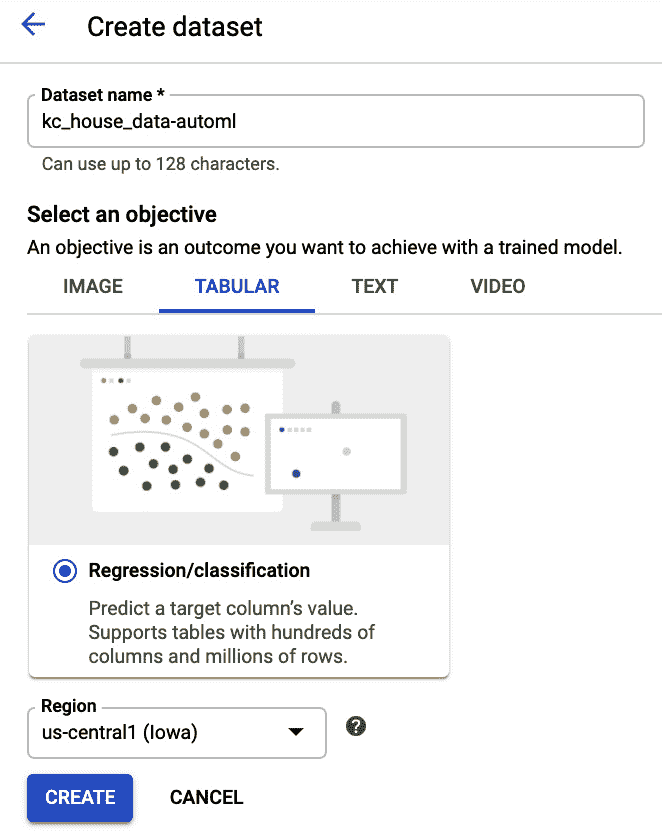 Create dataset
Dataset name *
kc_house_data-automl
Can use up to 128 characters.
Select an objective
An objective is an outcome you want to achieve with a trained model.
IMAGE TABULAR TEXT VIDEO
Regression/classification
Predict a target column's value.
Supports tables with hundreds of
columns and millions of rows.
Region
us-central1 (Iowa)
?
CREATE CANCEL